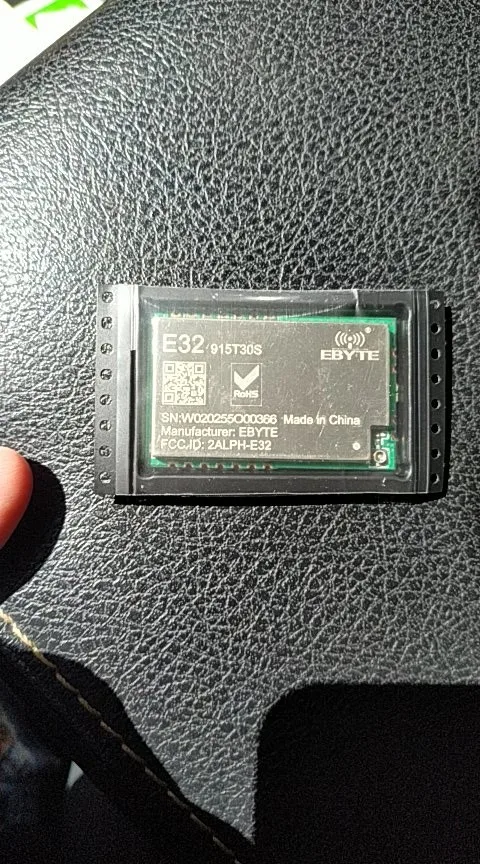 E32-915T30S
EBYTE
RoHS
SN:W020255O00366 Made in China
Manufacturer: EBYTE
FCC.ID: 2ALPH-E32